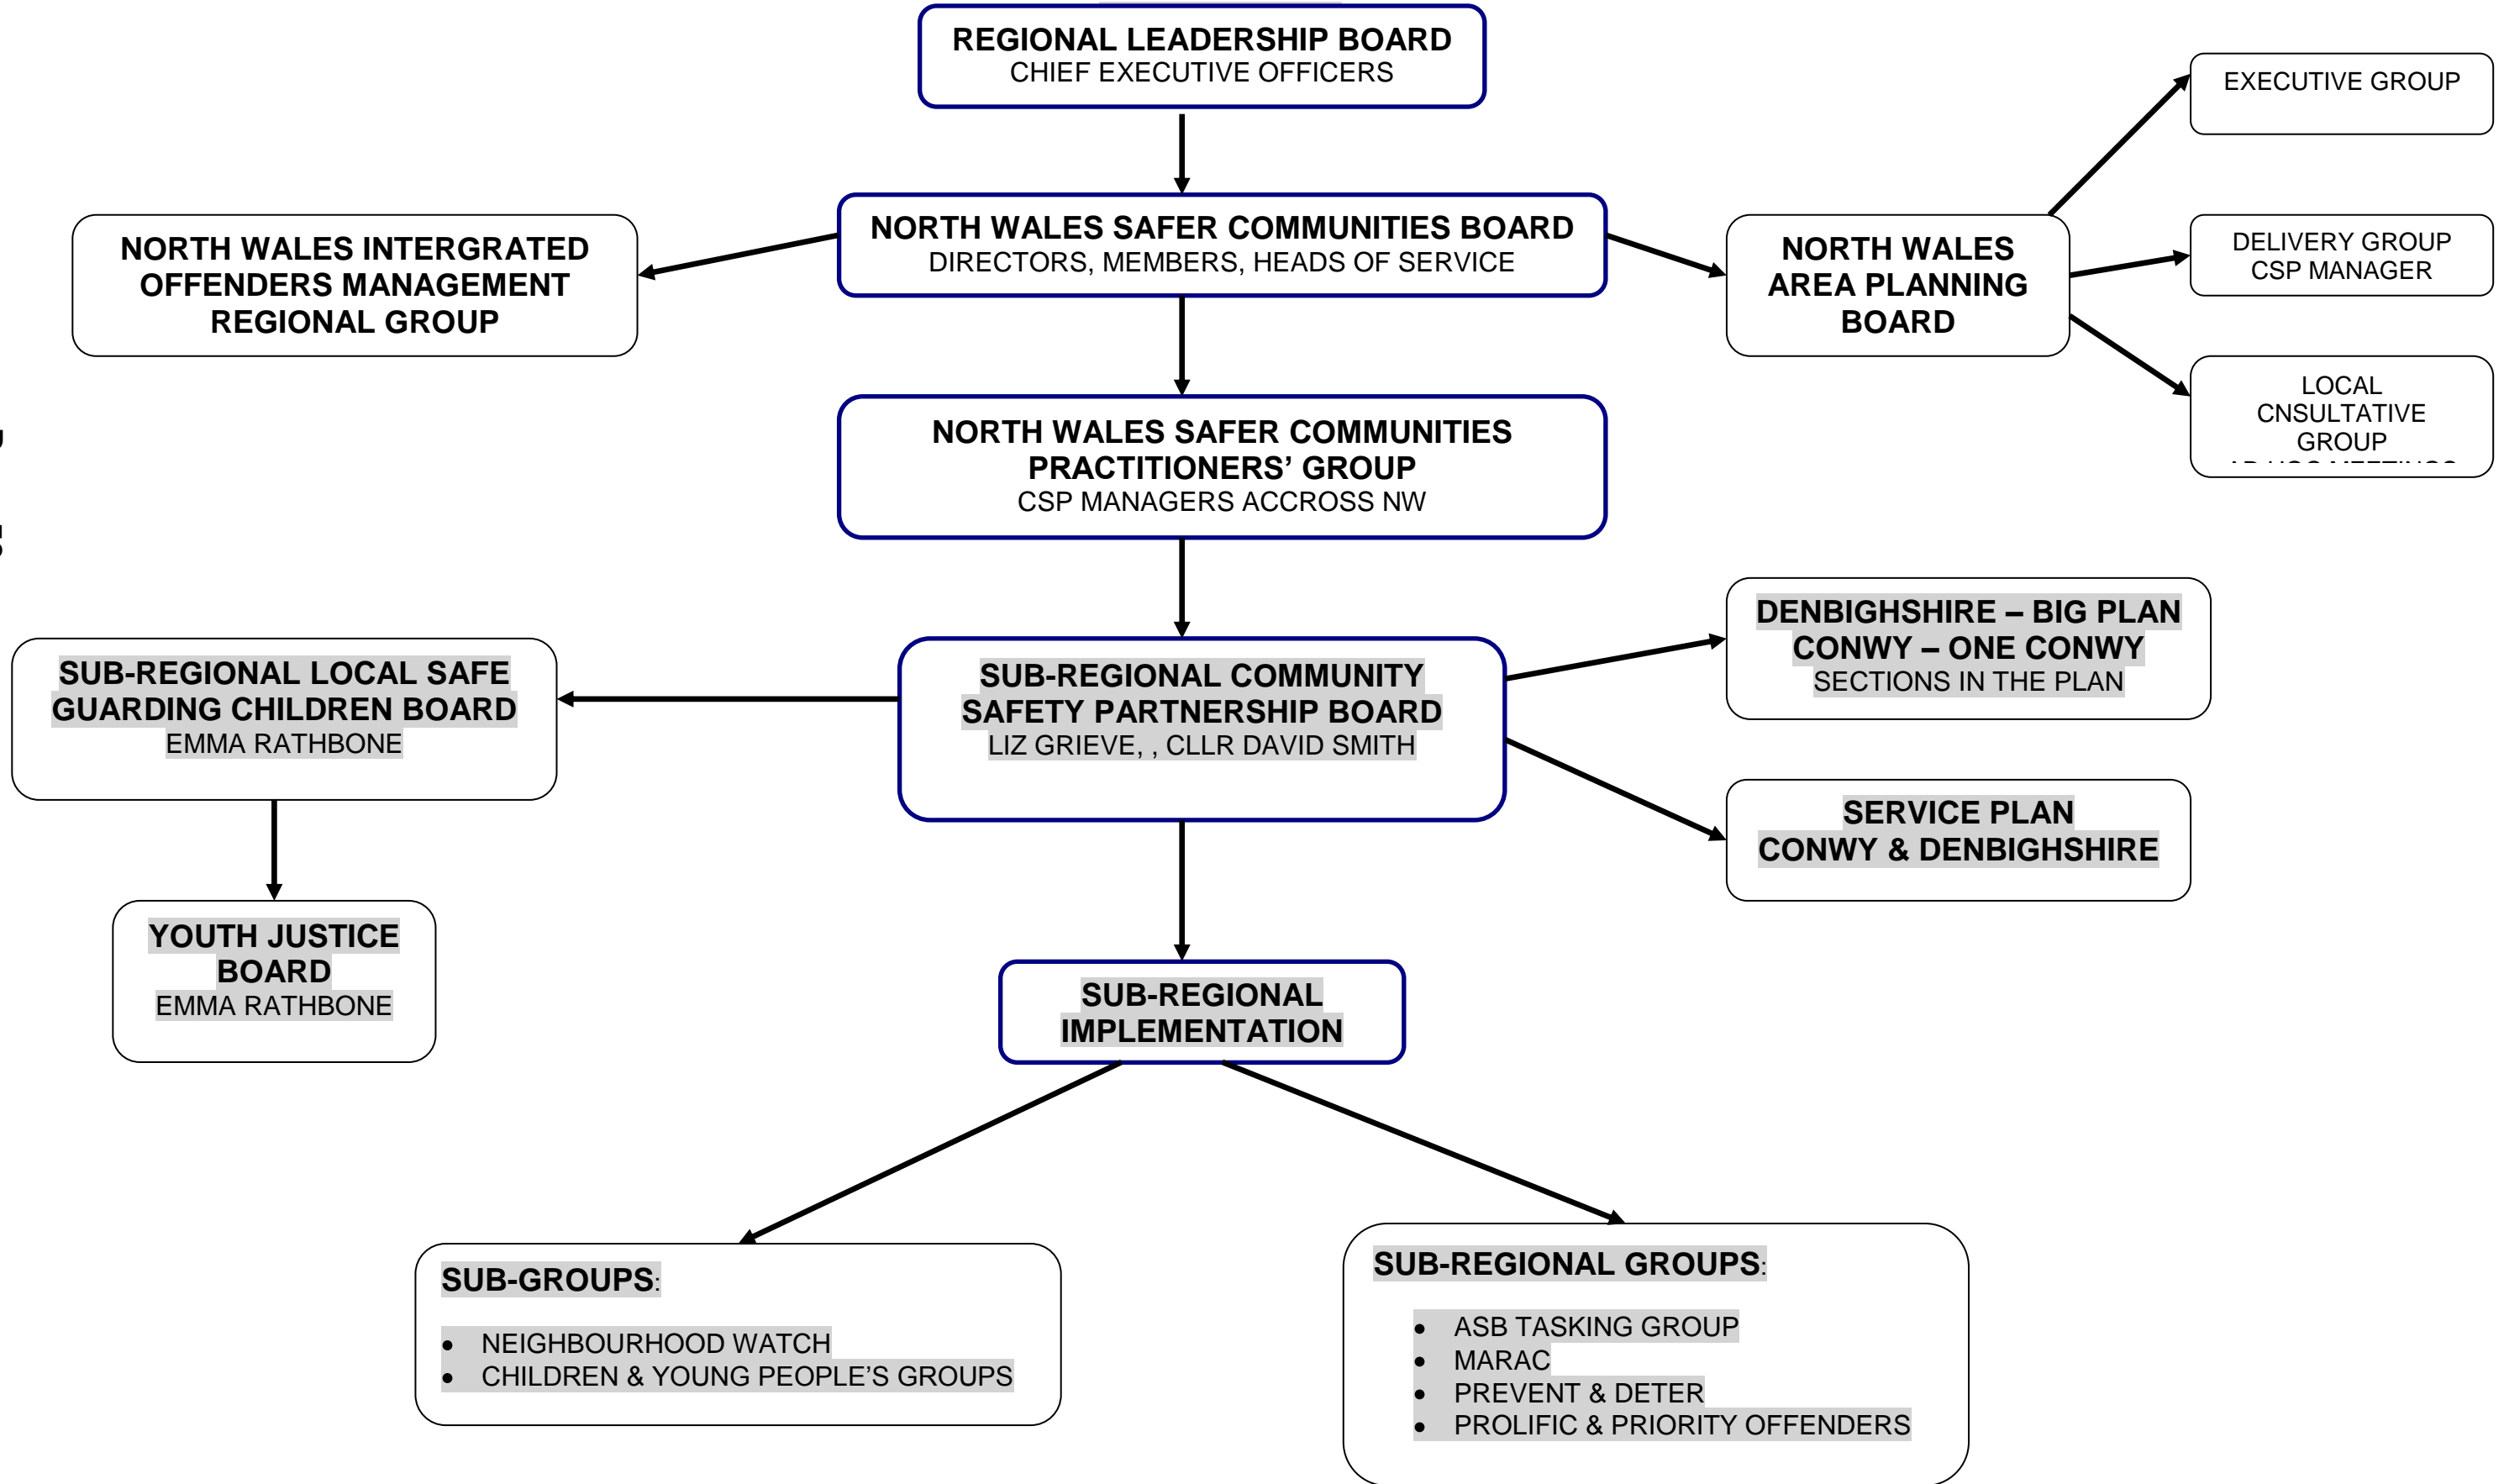 REGIONAL LEADERSHIP BOARD
CHIEF EXECUTIVE OFFICERS
EXECUTIVE GROUP
NORTH WALES INTERGRATED
OFFENDERS MANAGEMENT
REGIONAL GROUP
NORTH WALES SAFER COMMUNITIES BOARD
DIRECTORS, MEMBERS, HEADS OF SERVICE
NORTH WALES
AREA PLANNING
BOARD
DELIVERY GROUP
CSP MANAGER
LOCAL
CNSULTATIVE
GROUP
NORTH WALES SAFER COMMUNITIES
PRACTITIONERS’ GROUP
CSP MANAGERS ACCROSS NW
DENBIGHSHIRE – BIG PLAN
CONWY – ONE CONWY
SECTIONS IN THE PLAN
SUB-REGIONAL LOCAL SAFE
GUARDING CHILDREN BOARD
EMMA RATHBONE
SUB-REGIONAL COMMUNITY
SAFETY PARTNERSHIP BOARD
LIZ GRIEVE, , CLLR DAVID SMITH
SERVICE PLAN
CONWY & DENBIGHSHIRE
YOUTH JUSTICE
BOARD
EMMA RATHBONE
SUB-REGIONAL
IMPLEMENTATION
SUB-GROUPS:
• NEIGHBOURHOOD WATCH
• CHILDREN & YOUNG PEOPLE’S GROUPS
SUB-REGIONAL GROUPS:
• ASB TASKING GROUP
• MARAC
• PREVENT & DETER
• PROLIFIC & PRIORITY OFFENDERS